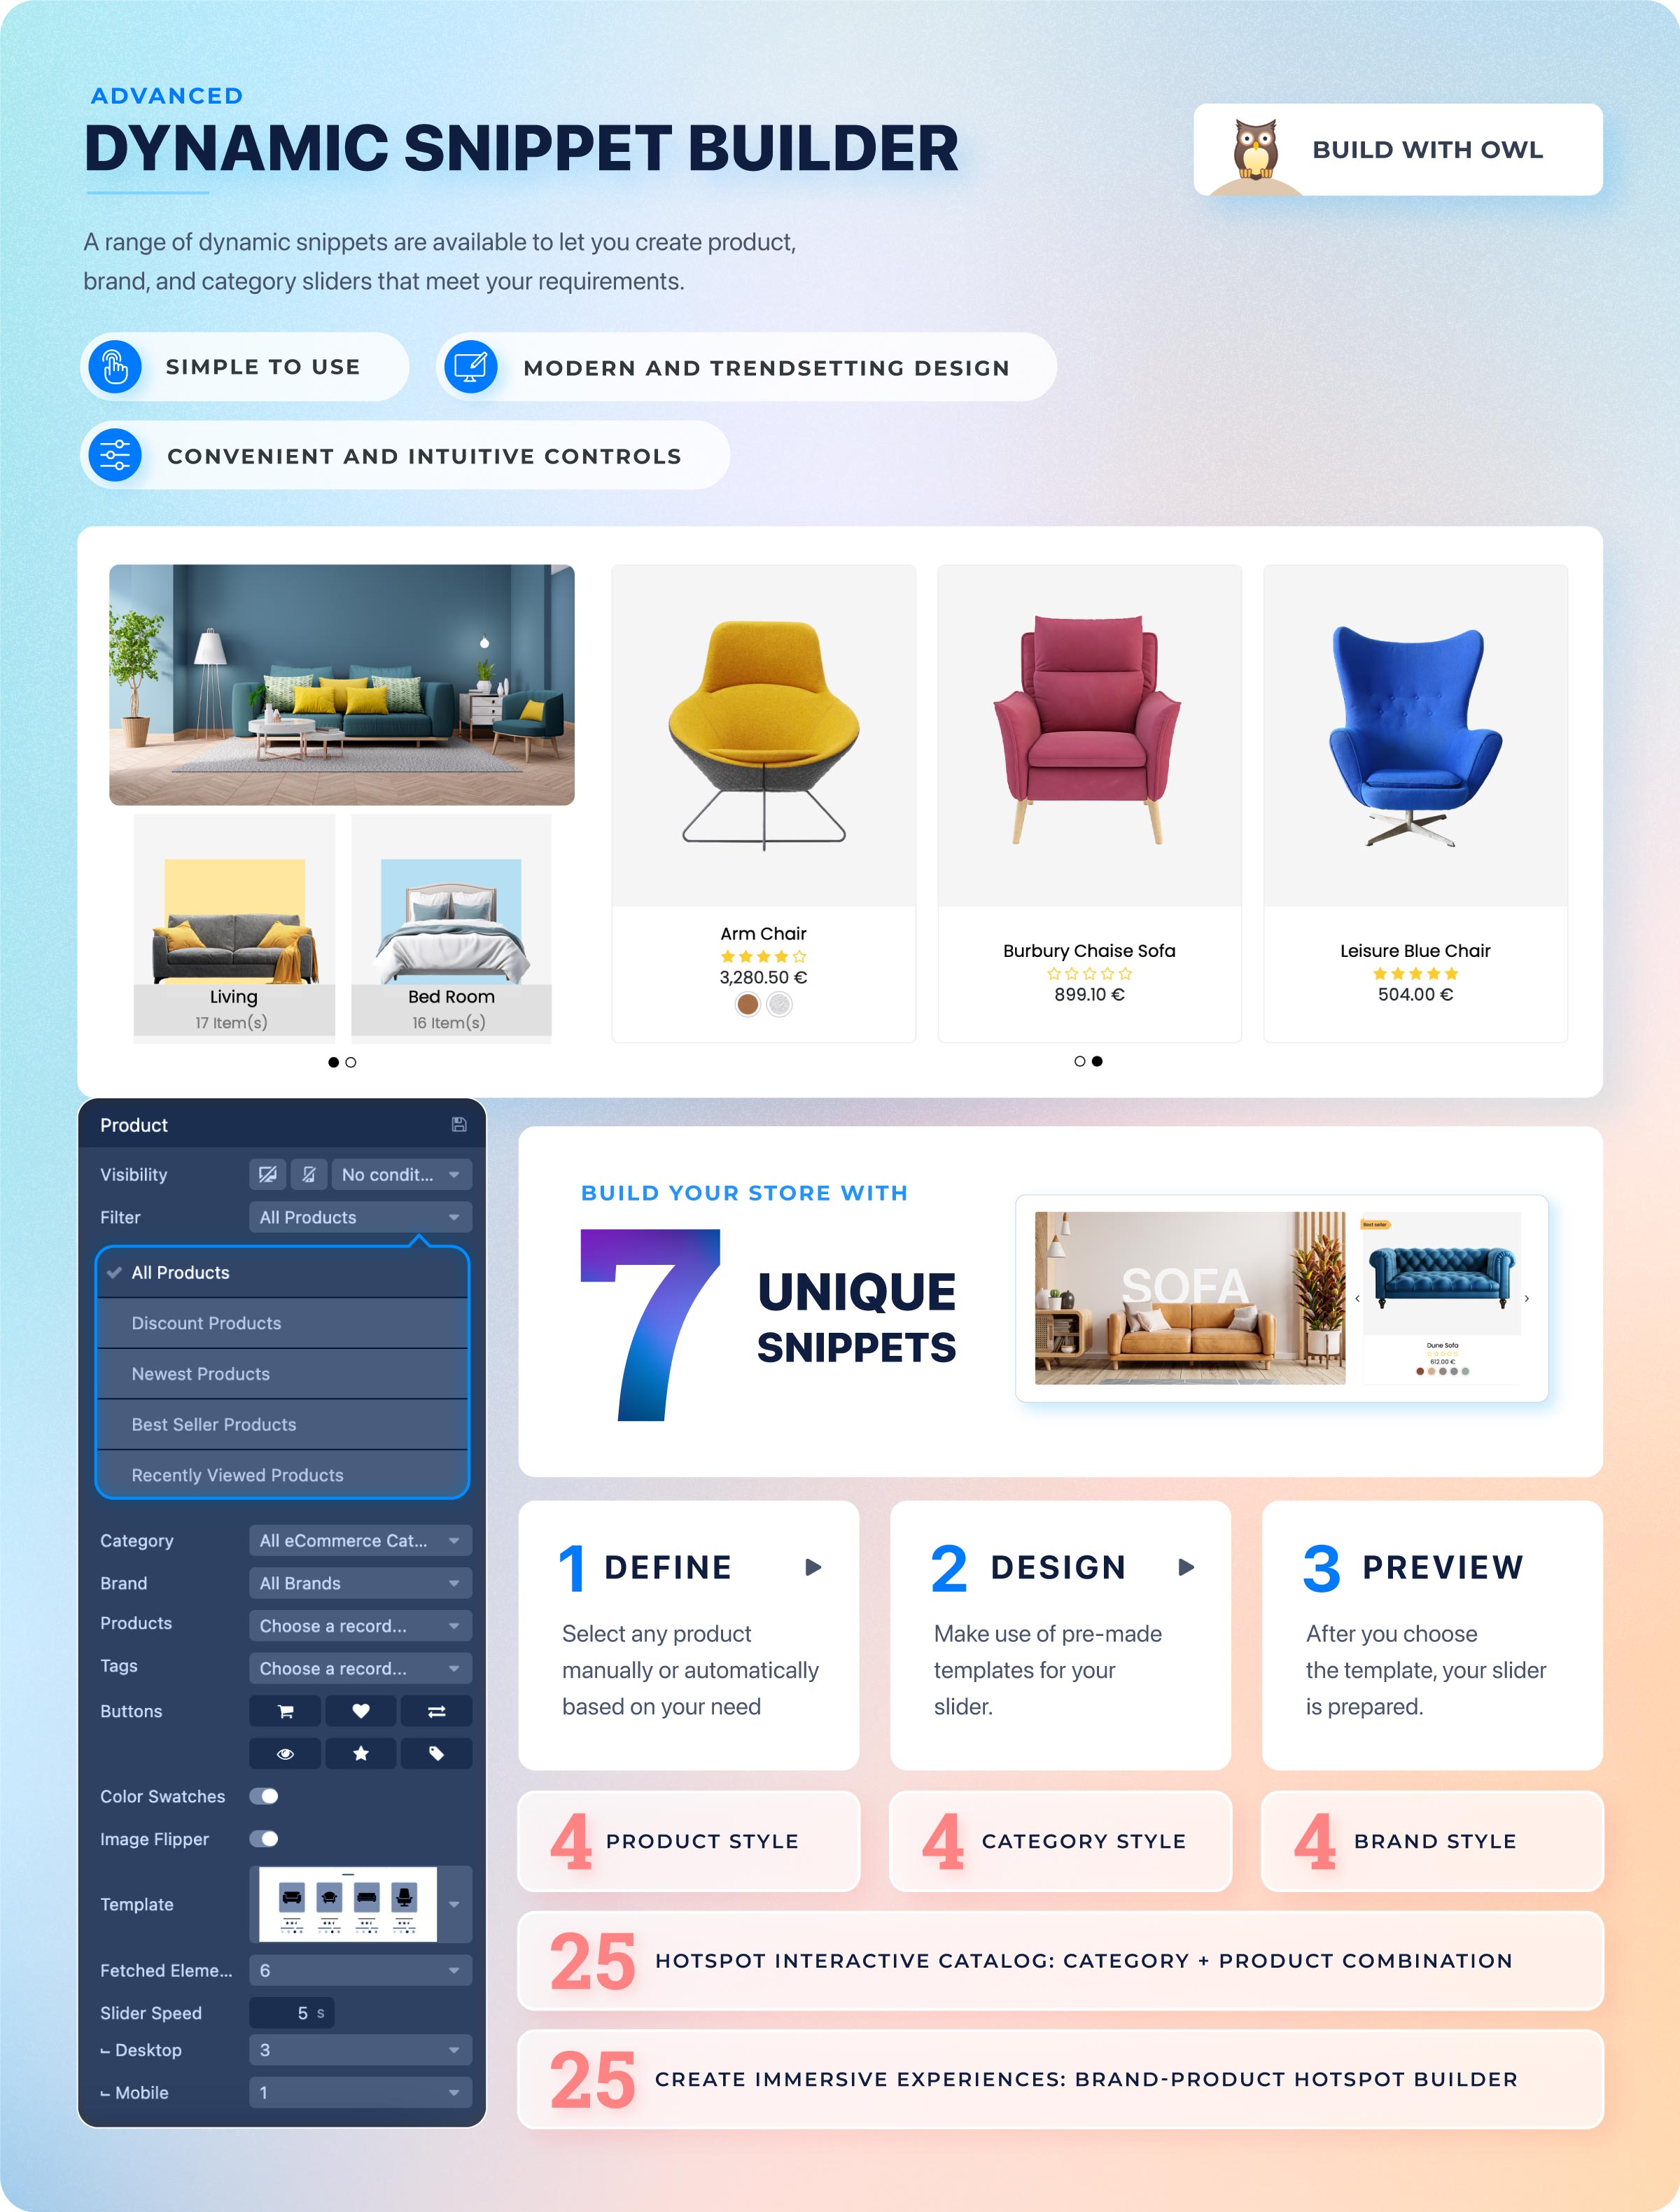 ADVANCED
DYNAMIC SNIPPET BUILDER
BUILD WITH OWL
A range of dynamic snippets are available to let you create product,
brand, and category sliders that meet your requirements.
SIMPLE TO USE
MODERN AND TRENDSETTING DESIGN
CONVENIENT AND INTUITIVE CONTROLS
Living
17 Item(s)
Bed Room
16 Item(s)
Arm Chair
3,280.50 €
Burbury Chaise Sofa
899.10 €
Leisure Blue Chair
504.00 €
Product
Visibility
No condit...
Filter
All Products
All Products
Discount Products
Newest Products
Best Seller Products
Recently Viewed Products
Category
All eCommerce Cat...
Brand
All Brands
Products
Choose a record...
Tags
Choose a record...
Buttons
Color Swatches
Image Flipper
Template
Fetched Eleme...
6
Slider Speed
5 s
Desktop
3
Mobile
1
BUILD YOUR STORE WITH
7
UNIQUE
SNIPPETS
SOFA
Best seller
Dune Sofa
612.00 €
1 DEFINE
Select any product
manually or automatically
based on your need
2 DESIGN
Make use of pre-made
templates for your
slider.
3 PREVIEW
After you choose
the template, your slider
is prepared.
4 PRODUCT STYLE
4 CATEGORY STYLE
4 BRAND STYLE
25 HOTSPOT INTERACTIVE CATALOG: CATEGORY + PRODUCT COMBINATION
25 CREATE IMMERSIVE EXPERIENCES: BRAND-PRODUCT HOTSPOT BUILDER